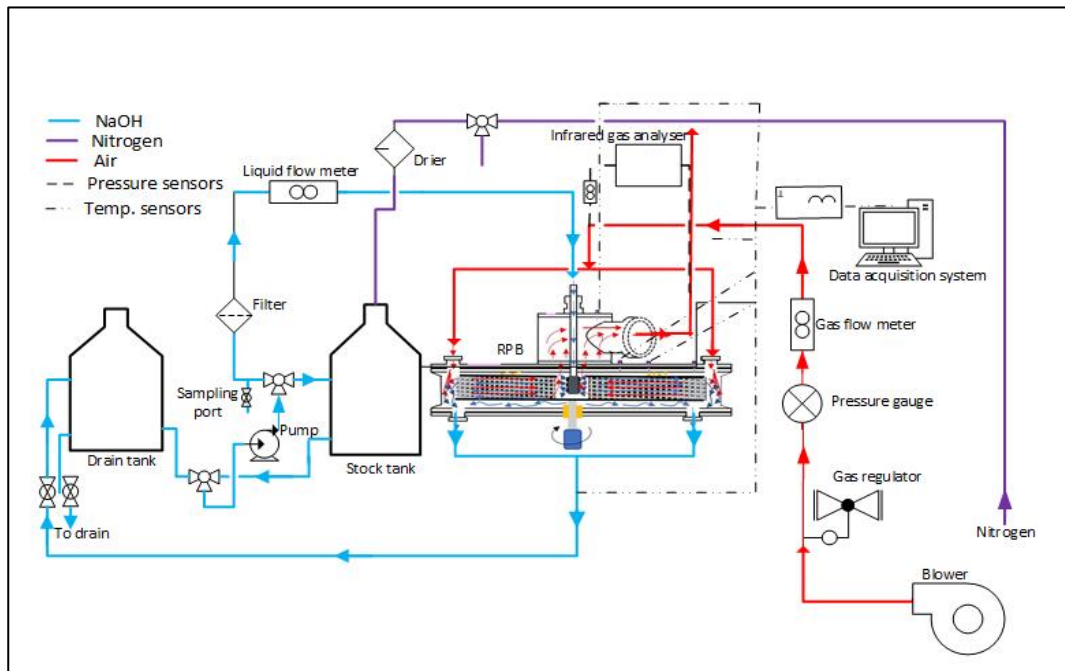 NaOH
Nitrogen
Air
Pressure sensors
Temp. sensors
Liquid flow meter
Drier
Infrared gas analyser
Data acquisition system
Filter
RPB
Gas flow meter
Sampling
port
Pump
Pressure gauge
Drain tank
Stock tank
Gas regulator
To drain
Nitrogen
Blower